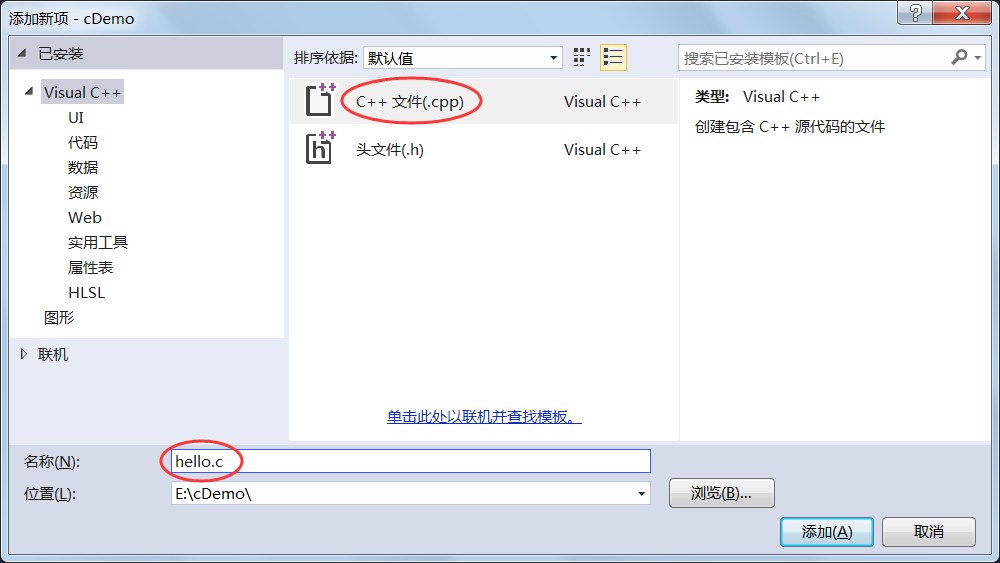 添加新项 - cDemo
已安装
Visual C++
UI
代码
数据
资源
Web
实用工具
属性表
HLSL
图形
联机
排序依据: 默认值
搜索已安装模板(Ctrl+E)
C++ 文件(.cpp) Visual C++
头文件(.h) Visual C++
单击此处以联机并查找模板。
类型: Visual C++
创建包含 C++ 源代码的文件
名称(N): hello.c
位置(L): E:\cDemo\
浏览(B)...
添加(A) 取消